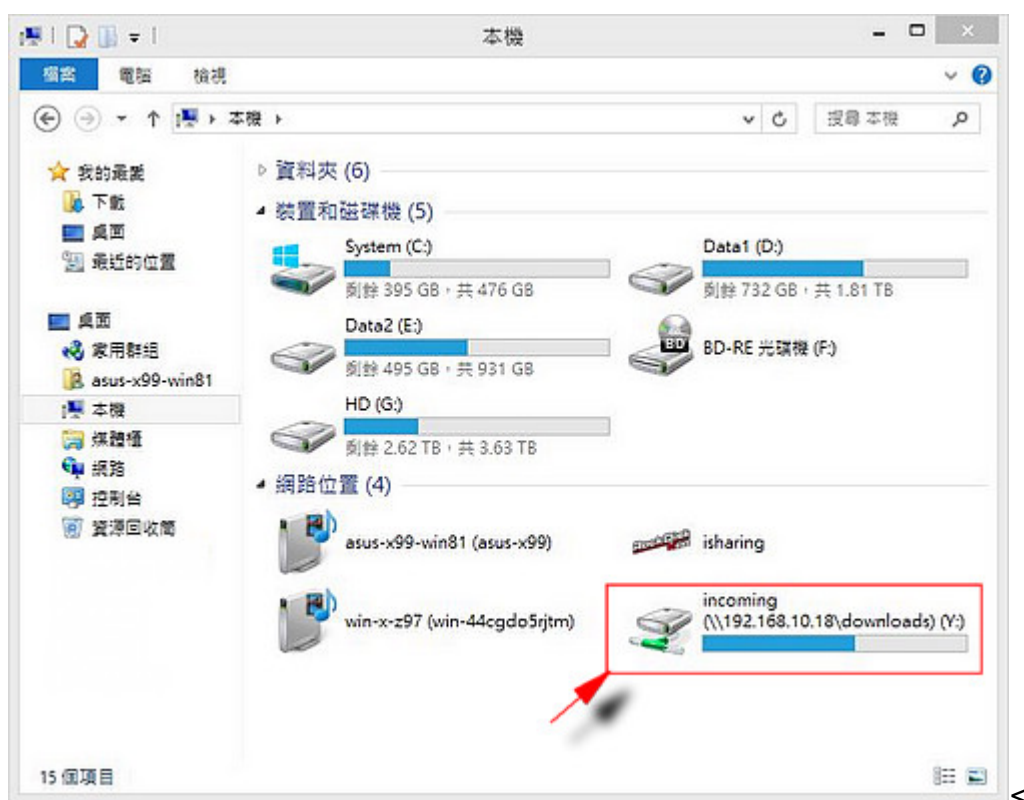 本機
檔案 電腦 檢視
本機
搜尋 本機
我的最愛
下載
桌面
最近的位置
桌面
家用群組
asus-x99-win81
本機
媒體櫃
網路
控制台
資源回收筒
資料夾 (6)
裝置和磁碟機 (5)
System (C:)
剩餘 395 GB，共 476 GB
Data1 (D:)
剩餘 732 GB，共 1.81 TB
Data2 (E:)
剩餘 495 GB，共 931 GB
BD
BD-RE 光碟機 (F:)
HD (G:)
剩餘 2.62 TB，共 3.63 TB
網路位置 (4)
asus-x99-win81 (asus-x99)
isharing
win-x-z97 (win-44cgdo5rjtm)
incoming
(\\192.168.10.18\downloads) (Y:)
15 個項目
<